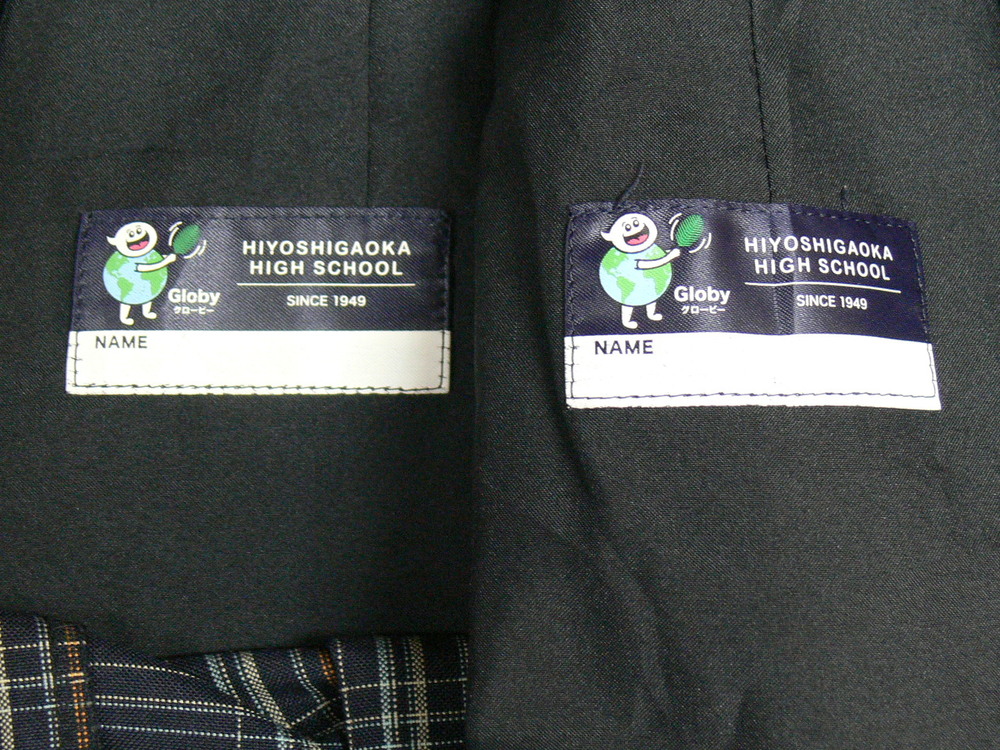 HIYOSHIGAOKA
HIGH SCHOOL
SINCE 1949
Globy
グロービー
NAME
HIYOSHIGAOKA
HIGH SCHOOL
SINCE 1949
Globy
グロービー
NAME